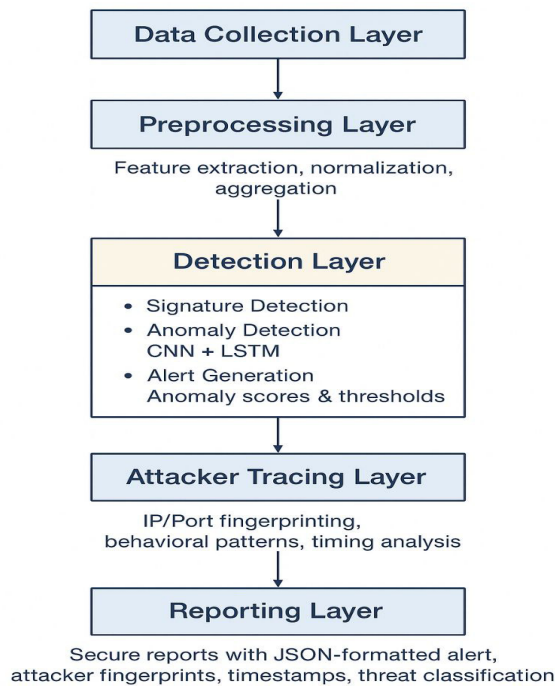 Data Collection Layer
Preprocessing Layer
Feature extraction, normalization,
aggregation
Detection Layer
• Signature Detection
• Anomaly Detection
CNN + LSTM
• Alert Generation
Anomaly scores & thresholds
Attacker Tracing Layer
IP/Port fingerprinting,
behavioral patterns, timing analysis
Reporting Layer
Secure reports with JSON-formatted alert,
attacker fingerprints, timestamps, threat classification